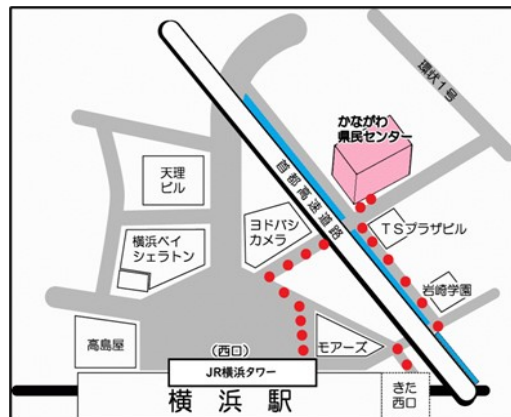 環状1号
かながわ
県民センター
首都高速道路
天理
ビル
ヨドバシ
カメラ
TSプラザビル
横浜ベイ
シェラトン
岩崎学園
高島屋
(西口)
モアーズ
JR横浜タワー
横浜駅
きた
西口